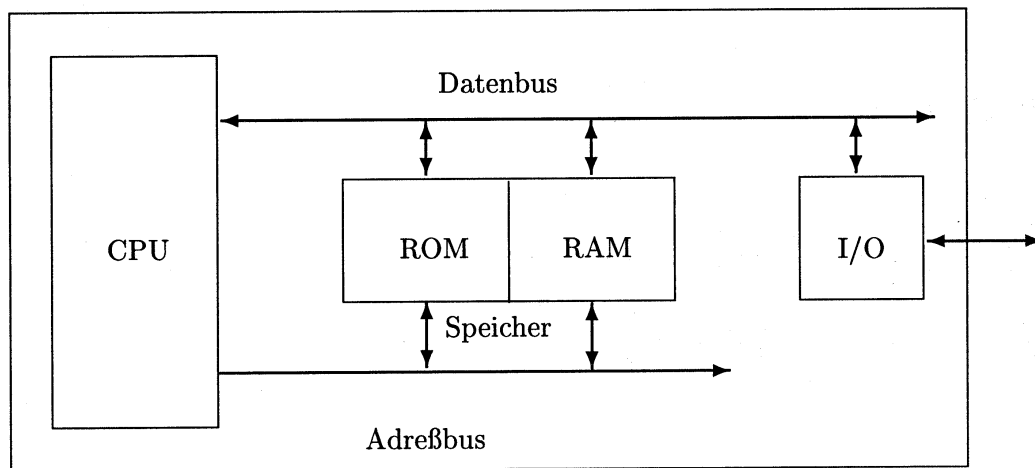 Datenbus
CPU
ROM
RAM
I/O
Speicher
Adreßbus